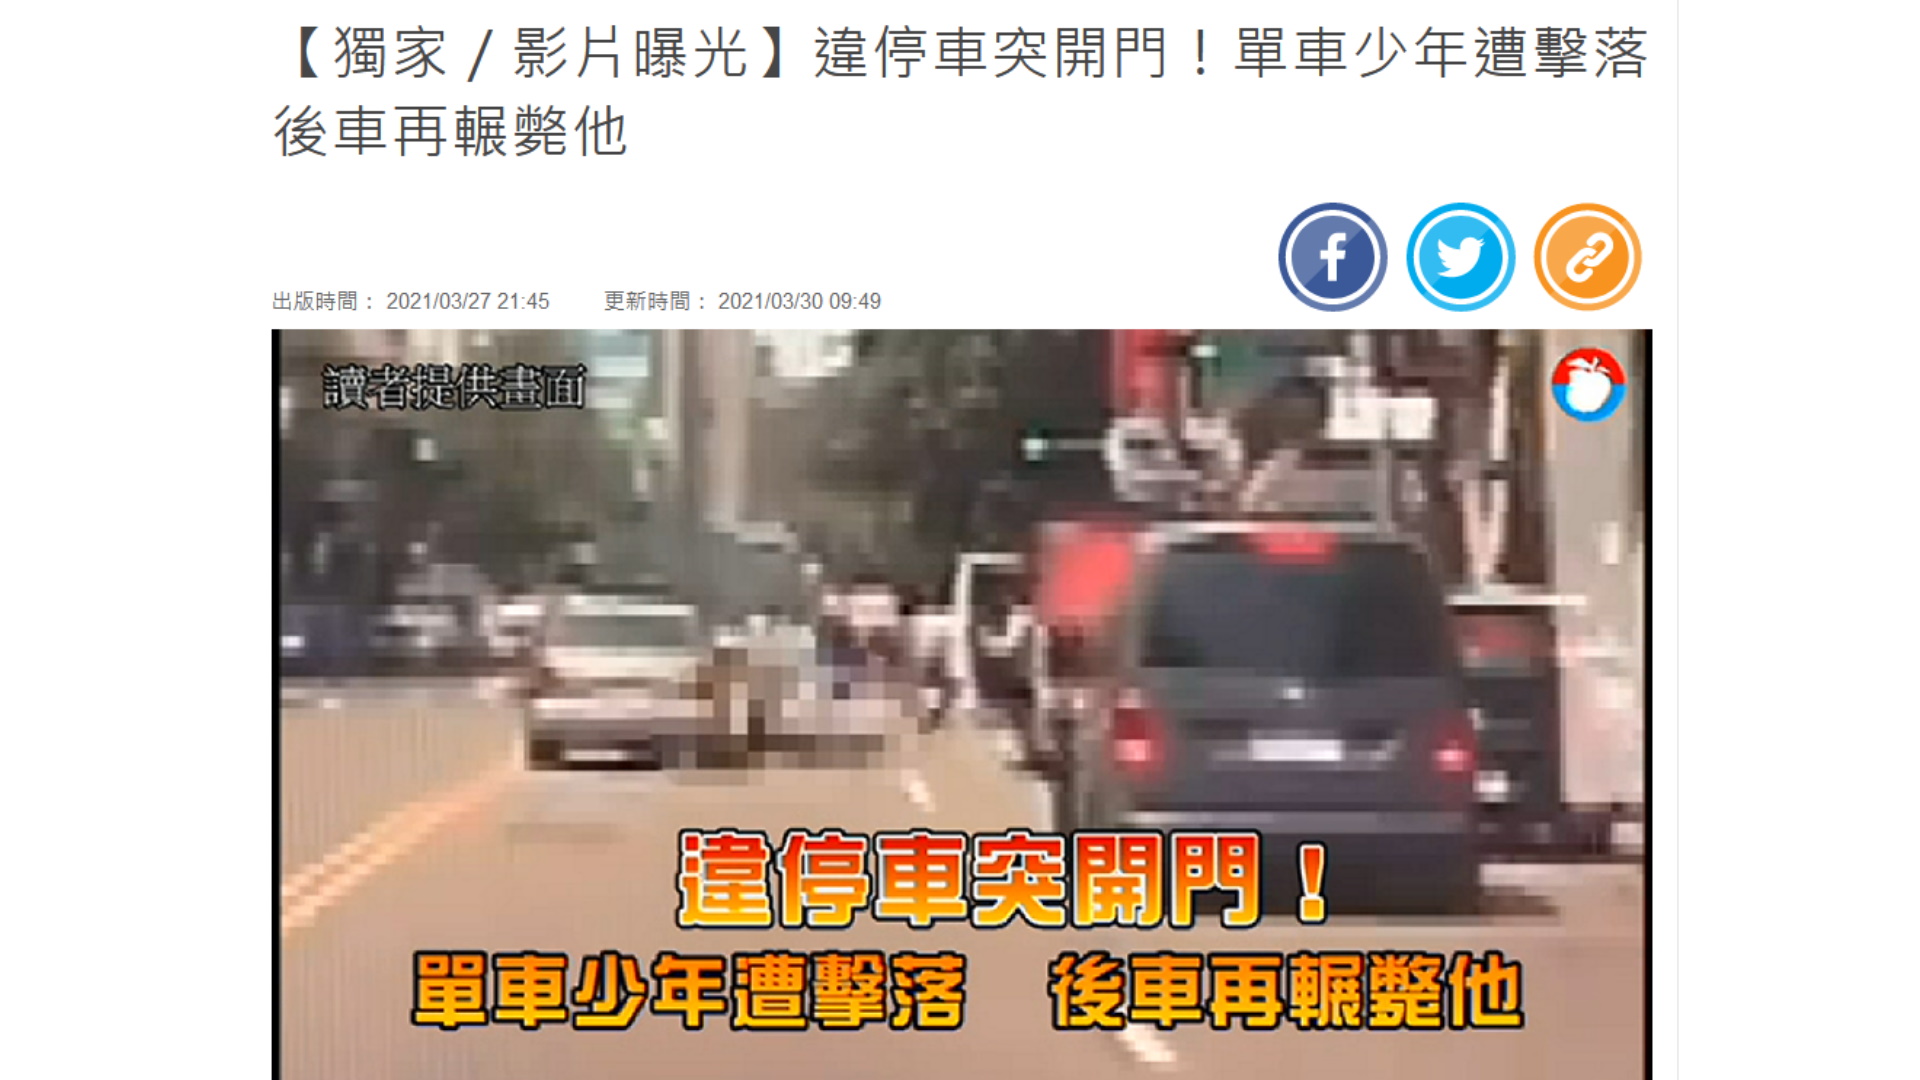 【獨家／影片曝光】違停車突開門！單車少年遭擊落
後車再輾斃他
出版時間： 2021/03/27 21:45 更新時間： 2021/03/30 09:49
讀者提供畫面
違停車突開門！
單車少年遭擊落 後車再輾斃他